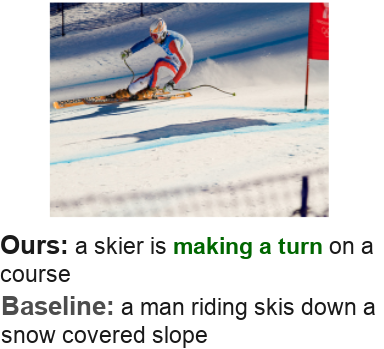 Ours: a skier is making a turn on a
course
Baseline: a man riding skis down a
snow covered slope